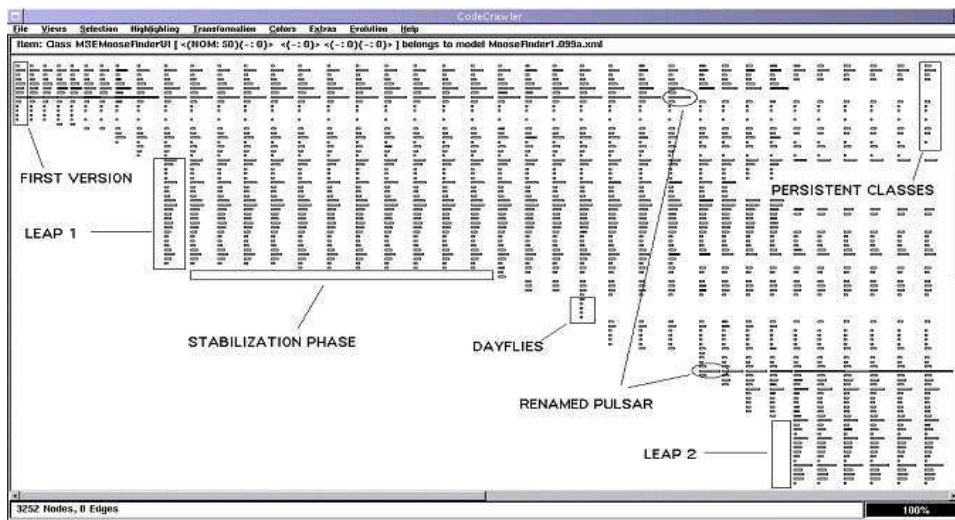 CodeCrawler
File Views Selection Highlighting Transformation Colors Extras Evolution Help
Item: Class MSEMooseFinderUI [ <(NOM: 50)(-: 0)> <(-: 0)> <(-: 0)(-: 0)> ] belongs to model MooseFinder1.099a.xml
FIRST VERSION
PERSISTENT CLASSES
LEAP 1
STABILIZATION PHASE
DAYFLIES
RENAMED PULSAR
LEAP 2
3252 Nodes, 0 Edges
100%